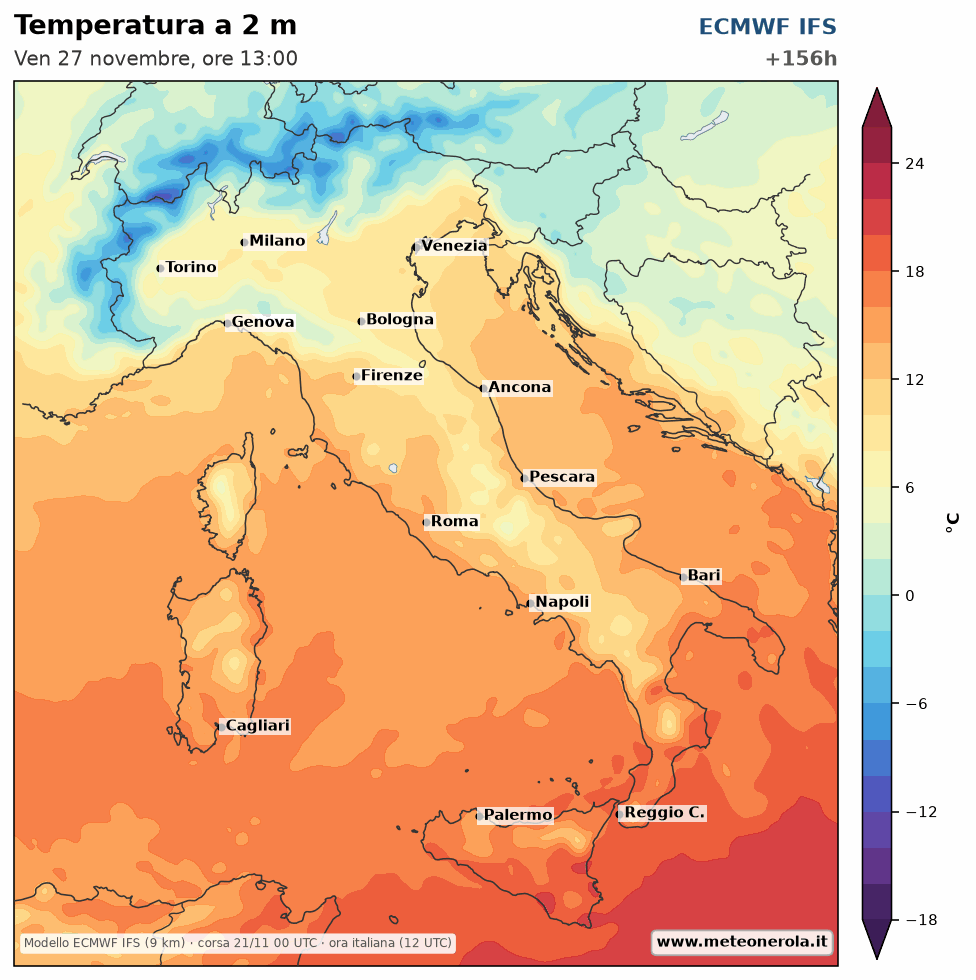 Temperatura a 2 m
ECMWF IFS
Ven 27 novembre, ore 13:00
+156h
24
18
12
6
0
−6
−12
−18
°C
Milano
Venezia
Torino
Genova
Bologna
Firenze
Ancona
Pescara
Roma
Bari
Napoli
Cagliari
Palermo
Reggio C.
Modello ECMWF IFS (9 km) · corsa 21/11 00 UTC · ora italiana (12 UTC)
www.meteonerola.it